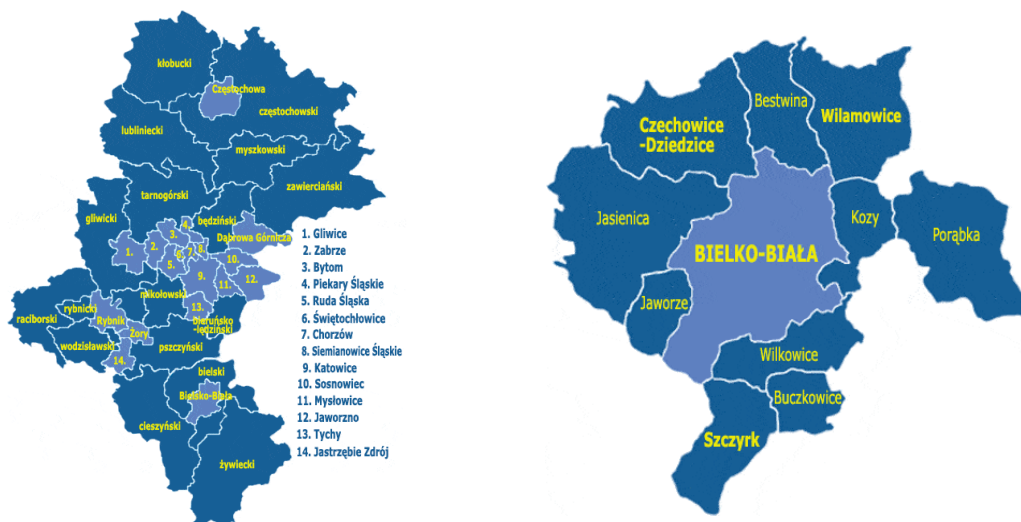 kłobucki
Częstochowa
częstochowski
lubliniecki
myszkowski
zawierciański
tarnogórski
gliwicki
będziński
Dąbrowa Górnicza
4.
3.
2.
1.
8.
7.
6.
5.
10.
9.
11.
12.
mikołowski
13.
Bieruńsko
-lędziński
rybnicki
Rybnik
raciborski
Żory
wodzisławski
pszczyński
14.
bielski
Bielsko-Biała
cieszyński
żywiecki
1. Gliwice
2. Zabrze
3. Bytom
4. Piekary Śląskie
5. Ruda Śląska
6. Świętochłowice
7. Chorzów
8. Siemianowice Śląskie
9. Katowice
10. Sosnowiec
11. Mysłowice
12. Jaworzno
13. Tychy
14. Jastrzębie Zdrój
Bestwina
Wilamowice
Czechowice
-Dziedzice
Jasienica
Kozy
Porąbka
BIELKO-BIAŁA
Jaworze
Wilkowice
Buczkowice
Szczyrk